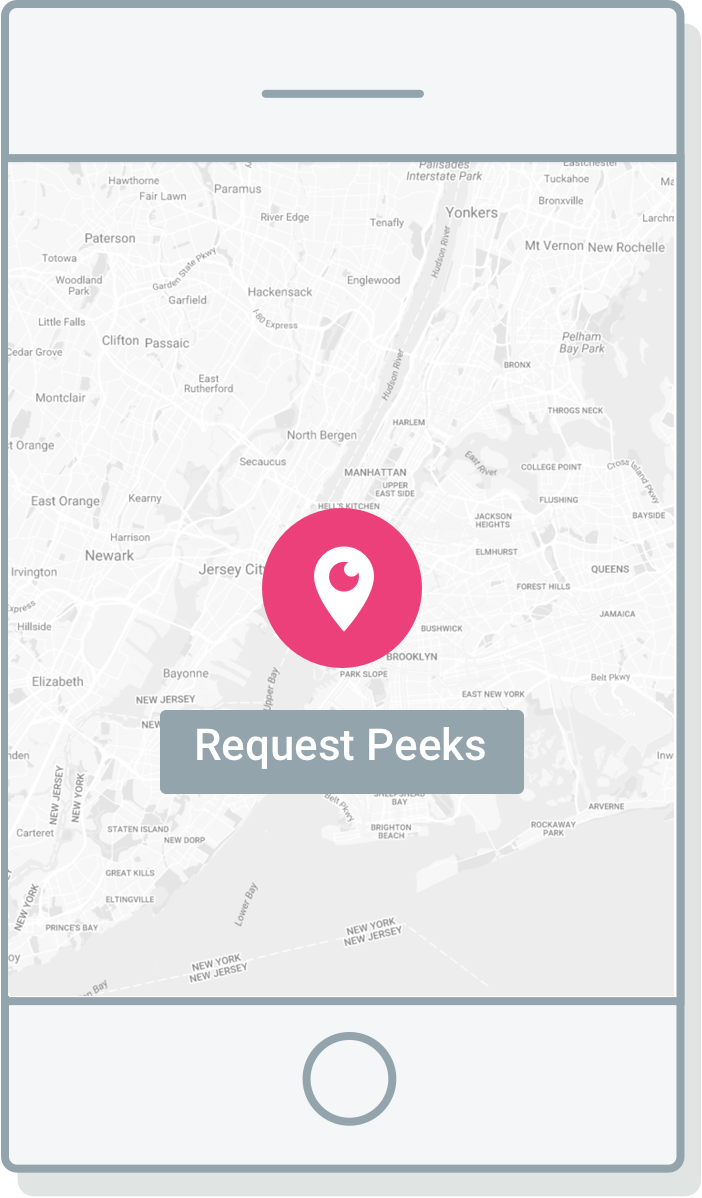 Palisades
Interstate Park
Eastchester
Hawthorne
Tuckahoe
Paramus
Fair Lawn
Bronxville
River Edge
Yonkers
Tenafly
Paterson
Hudson River
Mt Vernon
New Rochelle
Totowa
Garden State Pkwy
Woodland
Park
Englewood
Hackensack
Garfield
Little Falls
I-80 Express
Clifton
Passaic
Pelham
Bay Park
Cedar Grove
BRONX
Hudson River
East
Rutherford
Montclair
THROGS NECK
HARLEM
North Bergen
st Orange
Secaucus
East River
COLLEGE POINT
Cross Island Pkwy
MANHATTAN
UPPER
EAST SIDE
East Orange
Kearny
FLUSHING
HELL'S KITCHEN
JACKSON
HEIGHTS
BAYSIDE
Harrison
Newark
ELMHURST
Jersey Cit
QUEENS
Irvington
FOREST HILLS
Express
JAMAICA
Hillside
BUSHWICK
BROOKLYN
Bayonne
PARK SLOPE
Belt Pkwy
Elizabeth
Upper Bay
EAST NEW YORK
NEW JERSEY
NEW
Request Peeks
nden
Inw
NEW JERSEY
NEW YORK
SHEEPSHEAD
BAY
Belt Pkwy
ARVERNE
Carteret
STATEN ISLAND
NEW DORP
BRIGHTON
BEACH
ROCKAWAY
PARK
GREAT KILLS
NEW YORK
ELTINGVILLE
Lower Bay
PRINCE'S BAY
NEW YORK
NEW JERSEY
oy
NEW YORK
NEW JERSEY
n Bay